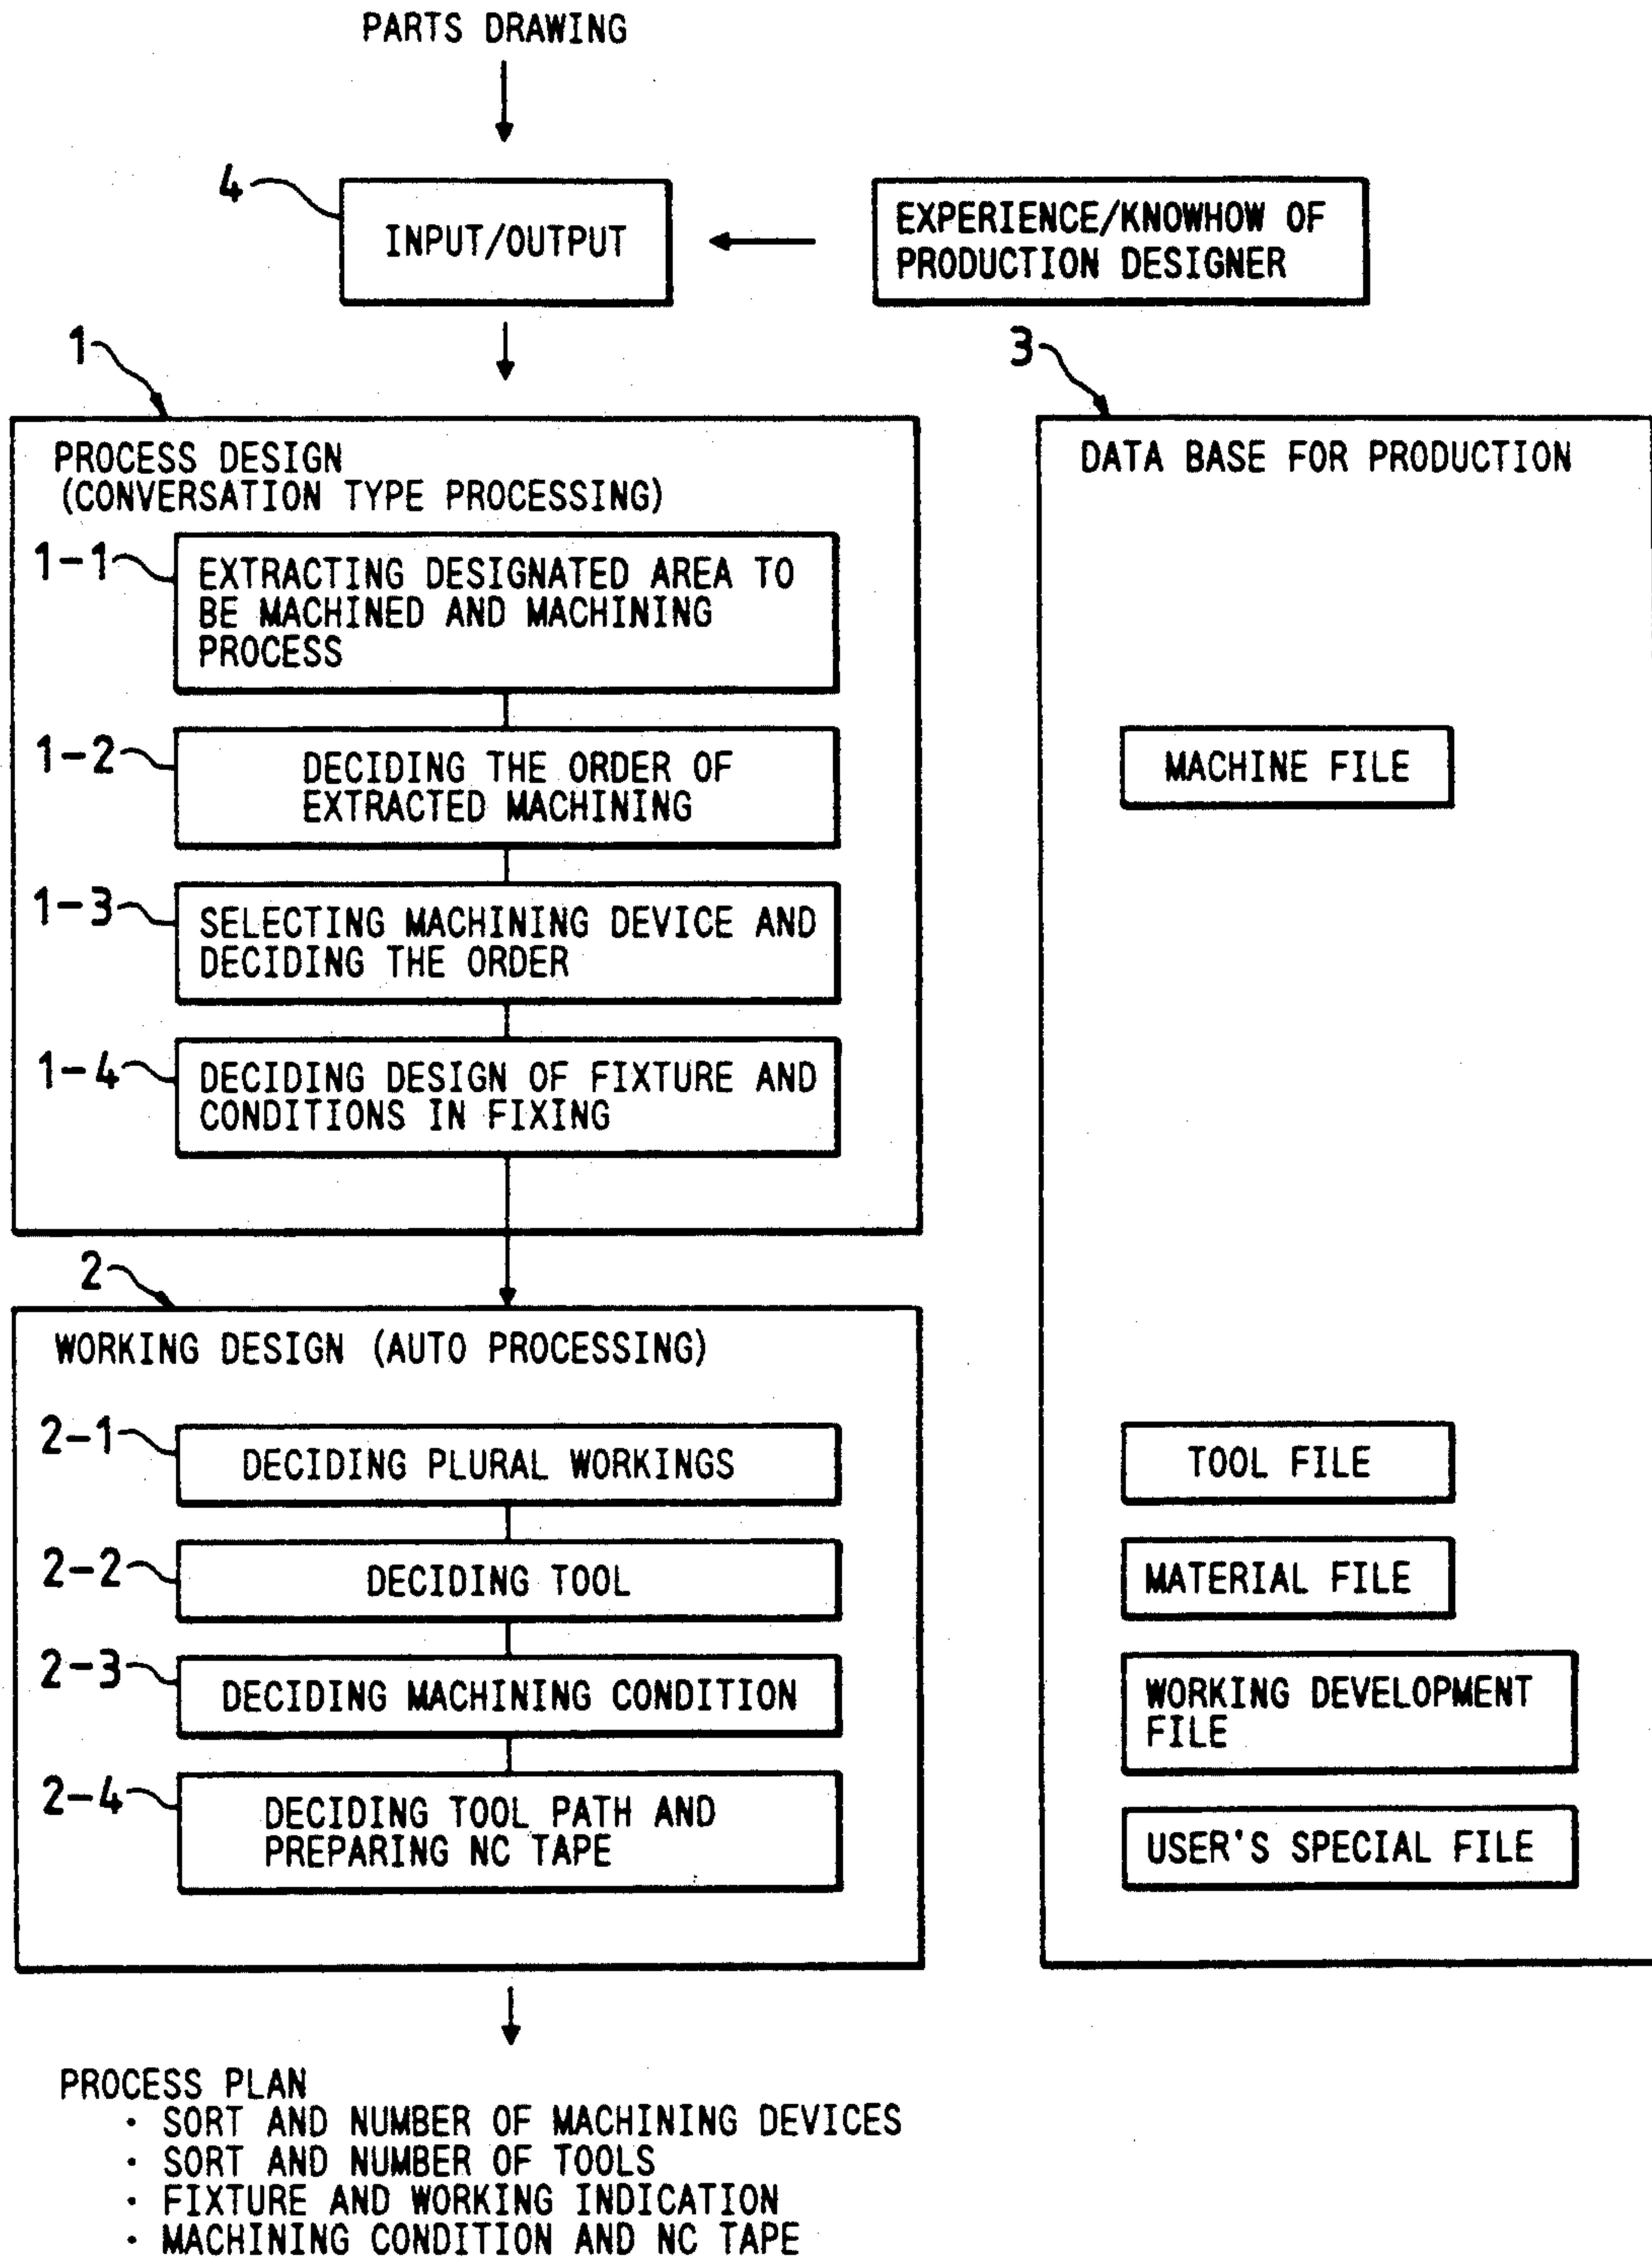 PARTS DRAWING
4
INPUT/OUTPUT
EXPERIENCE/KNOWHOW OF
PRODUCTION DESIGNER
1
PROCESS DESIGN
(CONVERSATION TYPE PROCESSING)
1-1
EXTRACTING DESIGNATED AREA TO
BE MACHINED AND MACHINING
PROCESS
1-2
DECIDING THE ORDER OF
EXTRACTED MACHINING
1-3
SELECTING MACHINING DEVICE AND
DECIDING THE ORDER
1-4
DECIDING DESIGN OF FIXTURE AND
CONDITIONS IN FIXING
2
WORKING DESIGN (AUTO PROCESSING)
2-1
DECIDING PLURAL WORKINGS
2-2
DECIDING TOOL
2-3
DECIDING MACHINING CONDITION
2-4
DECIDING TOOL PATH AND
PREPARING NC TAPE
3
DATA BASE FOR PRODUCTION
MACHINE FILE
TOOL FILE
MATERIAL FILE
WORKING DEVELOPMENT
FILE
USER'S SPECIAL FILE
PROCESS PLAN
· SORT AND NUMBER OF MACHINING DEVICES
· SORT AND NUMBER OF TOOLS
· FIXTURE AND WORKING INDICATION
· MACHINING CONDITION AND NC TAPE